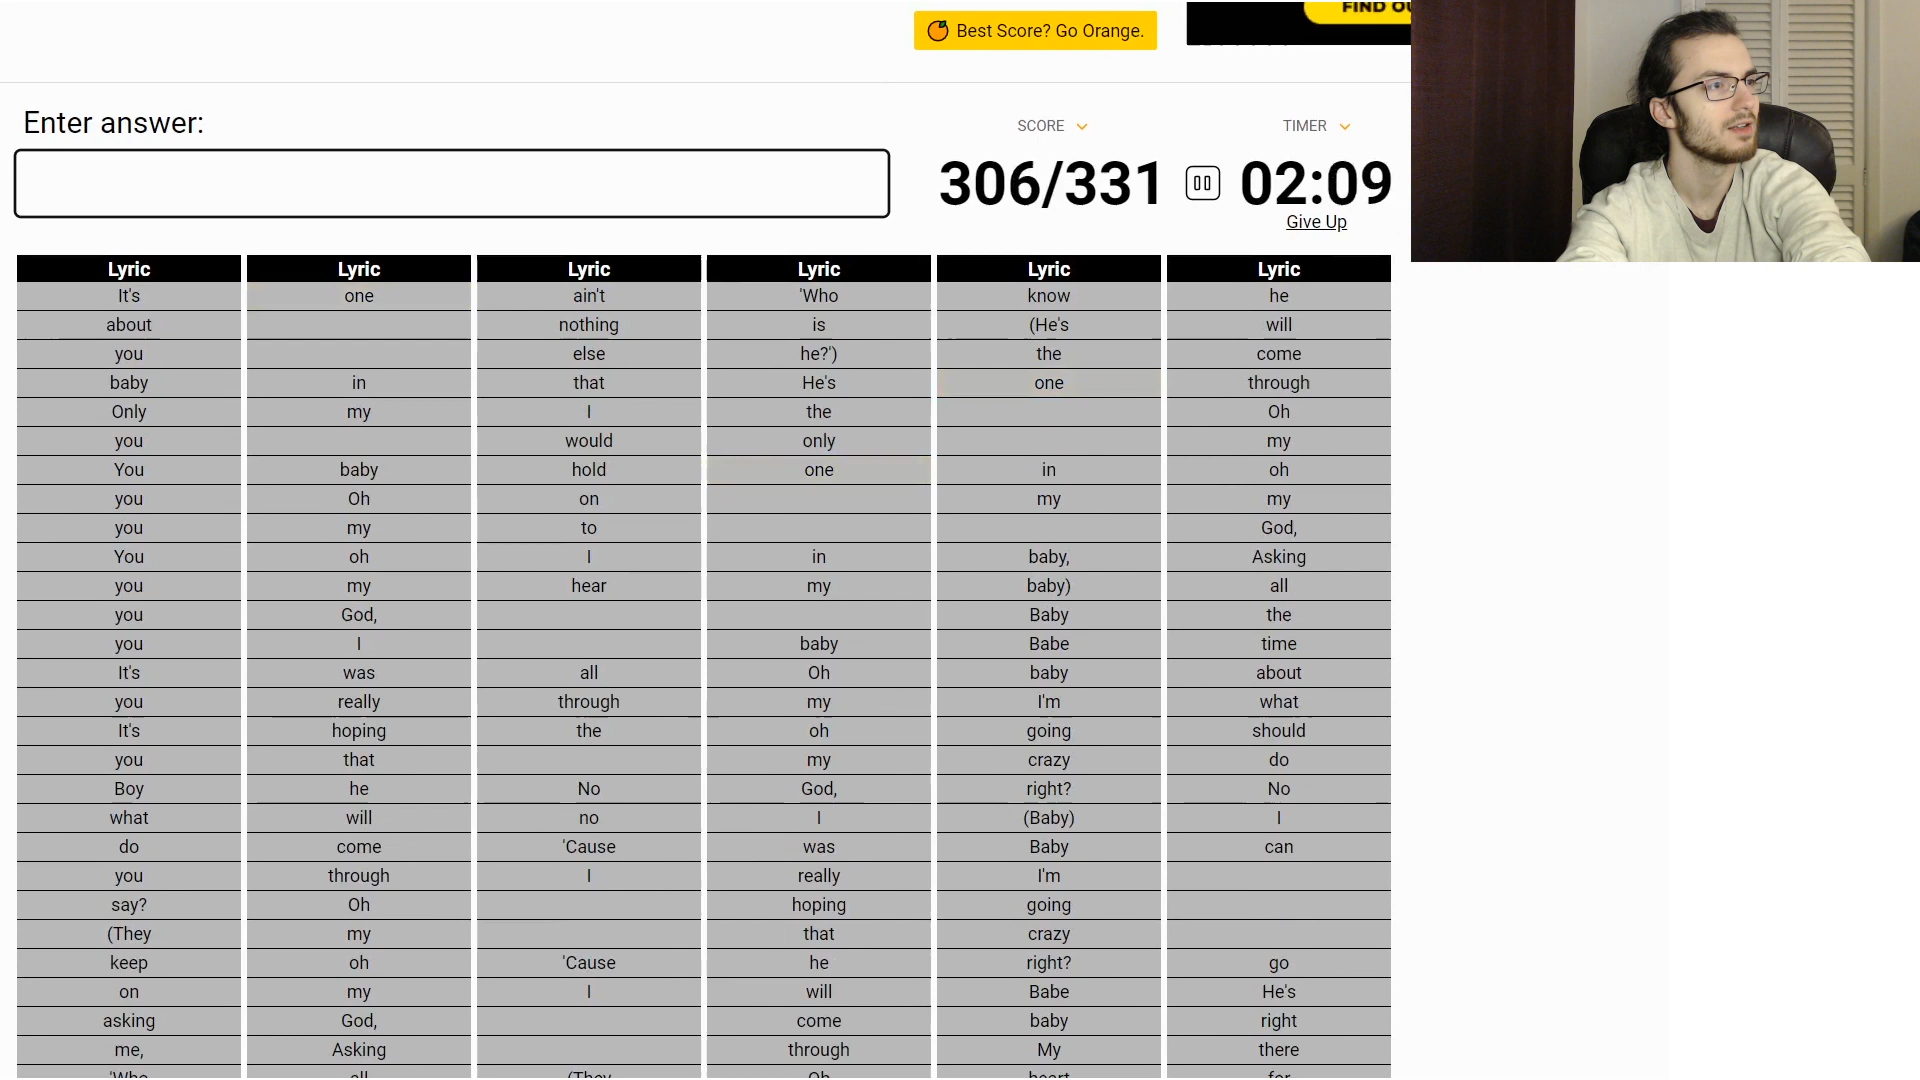 FIND OU
Best Score? Go Orange.
Enter answer:
SCORE
TIMER
306/331
02:09
Give Up
Lyric Lyric Lyric Lyric Lyric Lyric
It's one ain't 'Who know he
about nothing is (He's will
you else he?') the come
baby in that He's one through
Only my I the Oh
you would only my
You baby hold one in oh
you Oh on my my
you my to God,
You oh I in baby, Asking
you my hear my baby) all
you God, Baby the
you I baby Babe time
It's was all Oh baby about
you really through my I'm what
It's hoping the oh going should
you that my crazy do
Boy he No God, right? No
what will no I (Baby) I
do come 'Cause was Baby can
you through I really I'm
say? Oh hoping going
(They my that crazy
keep oh 'Cause he right? go
on my I will Babe He's
asking God, come baby right
me, Asking through My there
'Who all (They Oh heart for